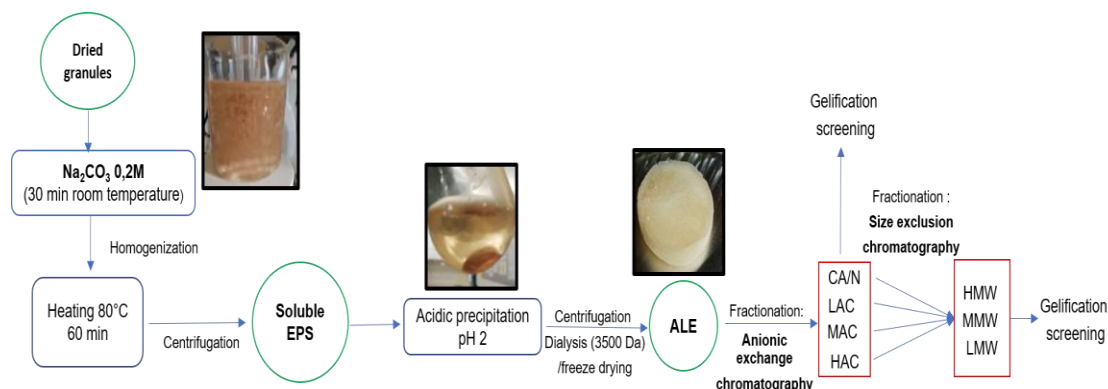 Dried
granules
Na₂CO₃ 0,2M
(30 min room temperature)
Homogenization
Heating 80°C
60 min
Centrifugation
Soluble
EPS
Acidic precipitation
pH 2
Centrifugation
Dialysis (3500 Da)
/freeze drying
ALE
Fractionation:
Anionic
exchange
chromatography
Gelification
screening
CA/N
LAC
MAC
HAC
Fractionation :
Size exclusion
chromatography
HMW
MMW
LMW
Gelification
screening